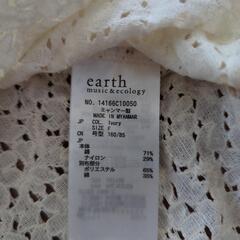 earth
music&ecology
NO. 14166C10050
ミャンマー製
MADE IN MYANMAR
JP COL. Ivory
SIZE F
CN 号型 160/85
JP
本体
綿 71%
ナイロン 29%
別布部分
ポリエステル 65%
綿 35%